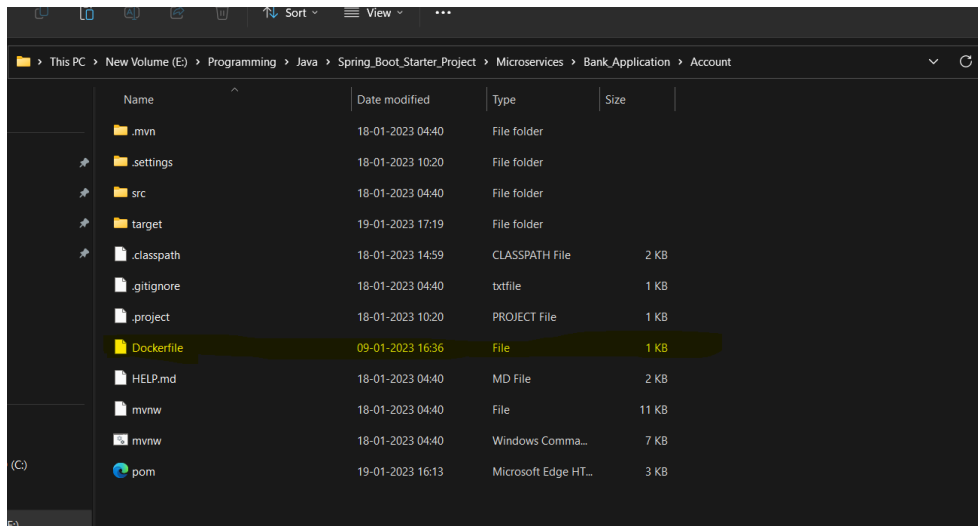 Sort View
This PC > New Volume (E:) > Programming > Java > Spring_Boot_Starter_Project > Microservices > Bank_Application > Account
Name Date modified Type Size
.mvn 18-01-2023 04:40 File folder
.settings 18-01-2023 10:20 File folder
src 18-01-2023 04:40 File folder
target 19-01-2023 17:19 File folder
.classpath 18-01-2023 14:59 CLASSPATH File 2 KB
.gitignore 18-01-2023 04:40 txtfile 1 KB
.project 18-01-2023 10:20 PROJECT File 1 KB
Dockerfile 09-01-2023 16:36 File 1 KB
HELP.md 18-01-2023 04:40 MD File 2 KB
mvnw 18-01-2023 04:40 File 11 KB
mvnw 18-01-2023 04:40 Windows Comma... 7 KB
(C:)
pom 19-01-2023 16:13 Microsoft Edge HT... 3 KB